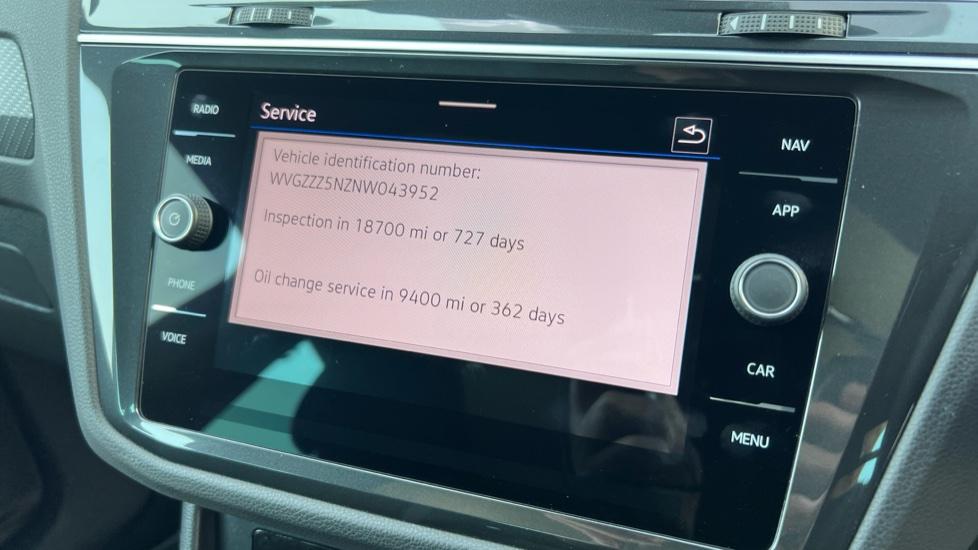 RADIO
MEDIA
PHONE
VOICE
Service
Vehicle identification number:
WVGZZZ5NZNW043952
Inspection in 18700 mi or 727 days
Oil change service in 9400 mi or 362 days
NAV
APP
CAR
MENU